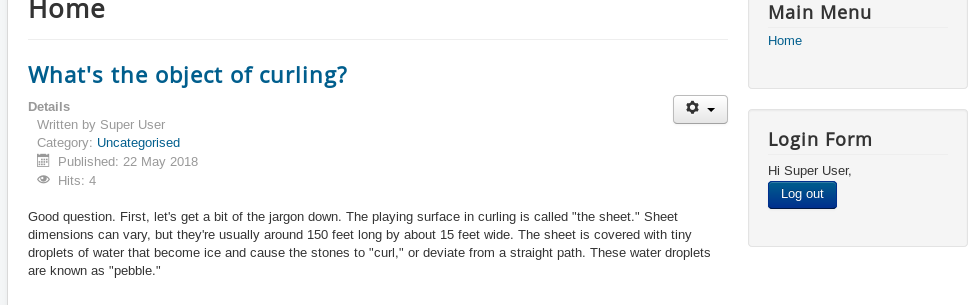 Home
What's the object of curling?
Details
Written by Super User
Category: Uncategorised
Published: 22 May 2018
Hits: 4
Good question. First, let's get a bit of the jargon down. The playing surface in curling is called "the sheet." Sheet
dimensions can vary, but they're usually around 150 feet long by about 15 feet wide. The sheet is covered with tiny
droplets of water that become ice and cause the stones to "curl," or deviate from a straight path. These water droplets
are known as "pebble."
Main Menu
Home
Login Form
Hi Super User,
Log out